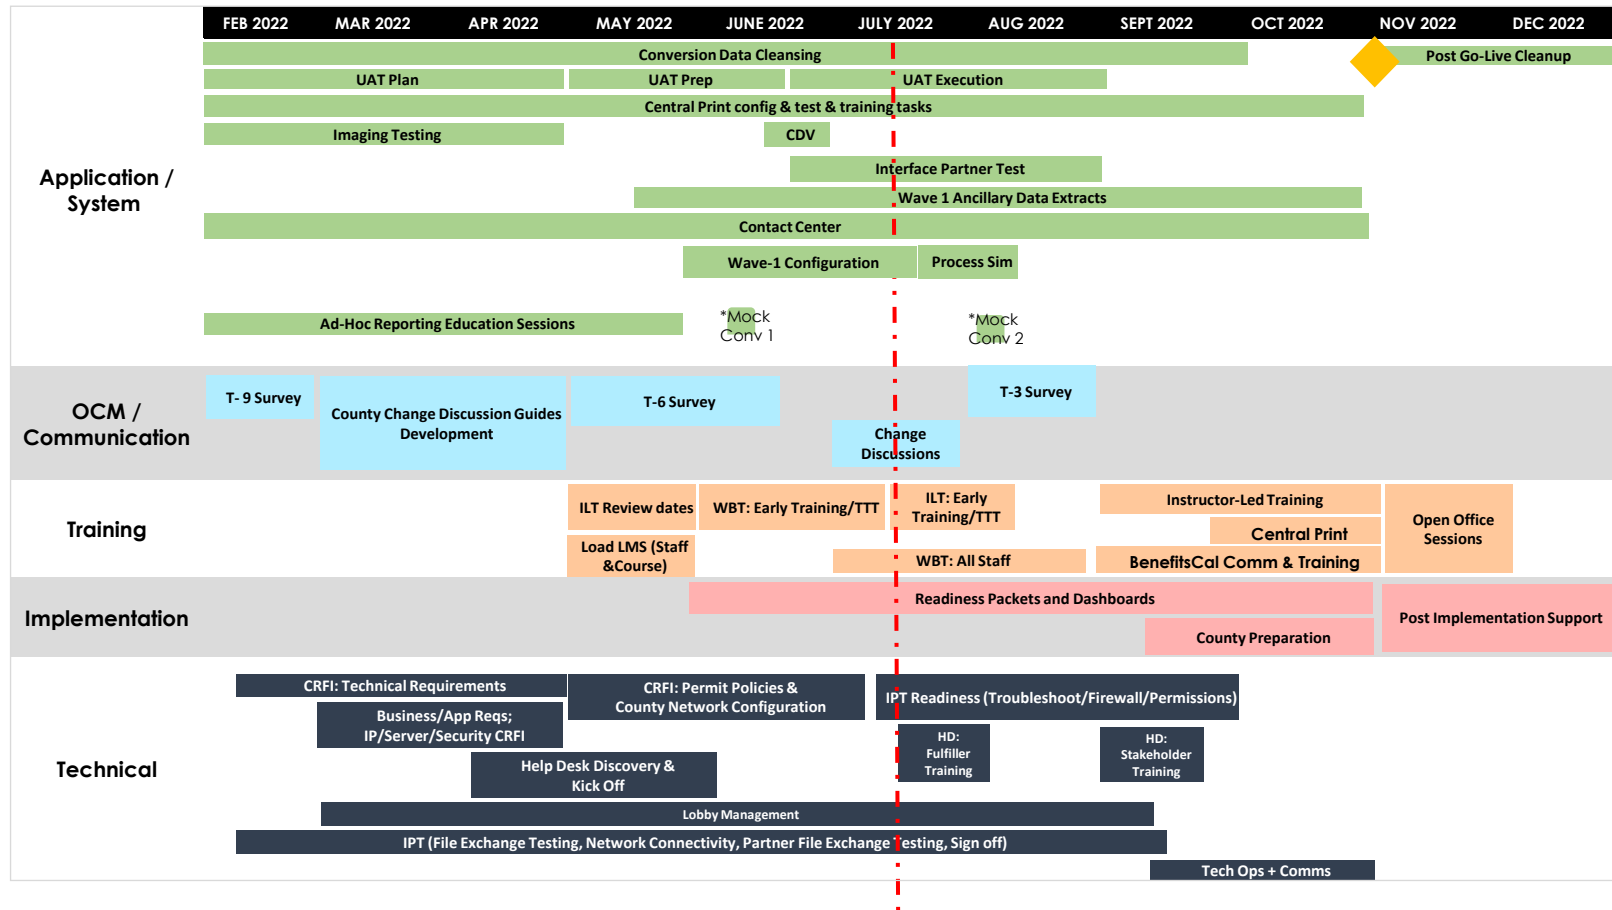 FEB 2022 MAR 2022 APR 2022 MAY 2022 JUNE 2022 JULY 2022 AUG 2022 SEPT 2022 OCT 2022 NOV 2022 DEC 2022
Application /
System
Conversion Data Cleansing
Post Go-Live Cleanup
UAT Plan
UAT Prep
UAT Execution
Central Print config & test & training tasks
Imaging Testing
CDV
Interface Partner Test
Wave 1 Ancillary Data Extracts
Contact Center
Wave-1 Configuration
Process Sim
Ad-Hoc Reporting Education Sessions
*Mock
Conv 1
*Mock
Conv 2
OCM /
Communication
T- 9 Survey
County Change Discussion Guides
Development
T-6 Survey
T-3 Survey
Change
Discussions
Training
ILT Review dates
WBT: Early Training/TTT
ILT: Early
Training/TTT
Instructor-Led Training
Central Print
Open Office
Sessions
Load LMS (Staff
&Course)
WBT: All Staff
BenefitsCal Comm & Training
Implementation
Readiness Packets and Dashboards
County Preparation
Post Implementation Support
Technical
CRFI: Technical Requirements
CRFI: Permit Policies &
County Network Configuration
IPT Readiness (Troubleshoot/Firewall/Permissions)
Business/App Reqs;
IP/Server/Security CRFI
HD:
Fulfiller
Training
HD:
Stakeholder
Training
Help Desk Discovery &
Kick Off
Lobby Management
IPT (File Exchange Testing, Network Connectivity, Partner File Exchange Testing, Sign off)
Tech Ops + Comms